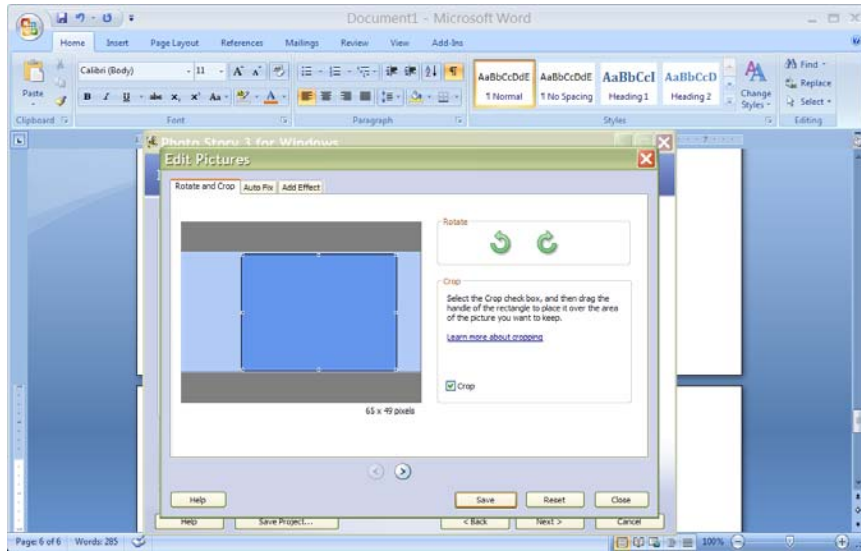 Document1 - Microsoft Word
Home Insert Page Layout References Mailings Review View Add-Ins
Calibri (Body) 11
Find
Replace
Select
Paste
B I U abc x, x² Aa A
AaBbCcDdE AaBbCcDdE AaBbCcI AaBbCcD
¶ Normal ¶ No Spacing Heading 1 Heading 2
Change Styles
Clipboard Font Paragraph Styles Editing
Photo Story 3 for Windows
Edit Pictures
Rotate and Crop Auto Fix Add Effect
Rotate
Crop
Select the Crop check box, and then drag the
handle of the rectangle to place it over the area
of the picture you want to keep.
Learn more about cropping
Crop
65 x 49 pixels
Help Save Reset Close
Help Save Project... < Back Next > Cancel
Page: 6 of 6 Words: 285 100%